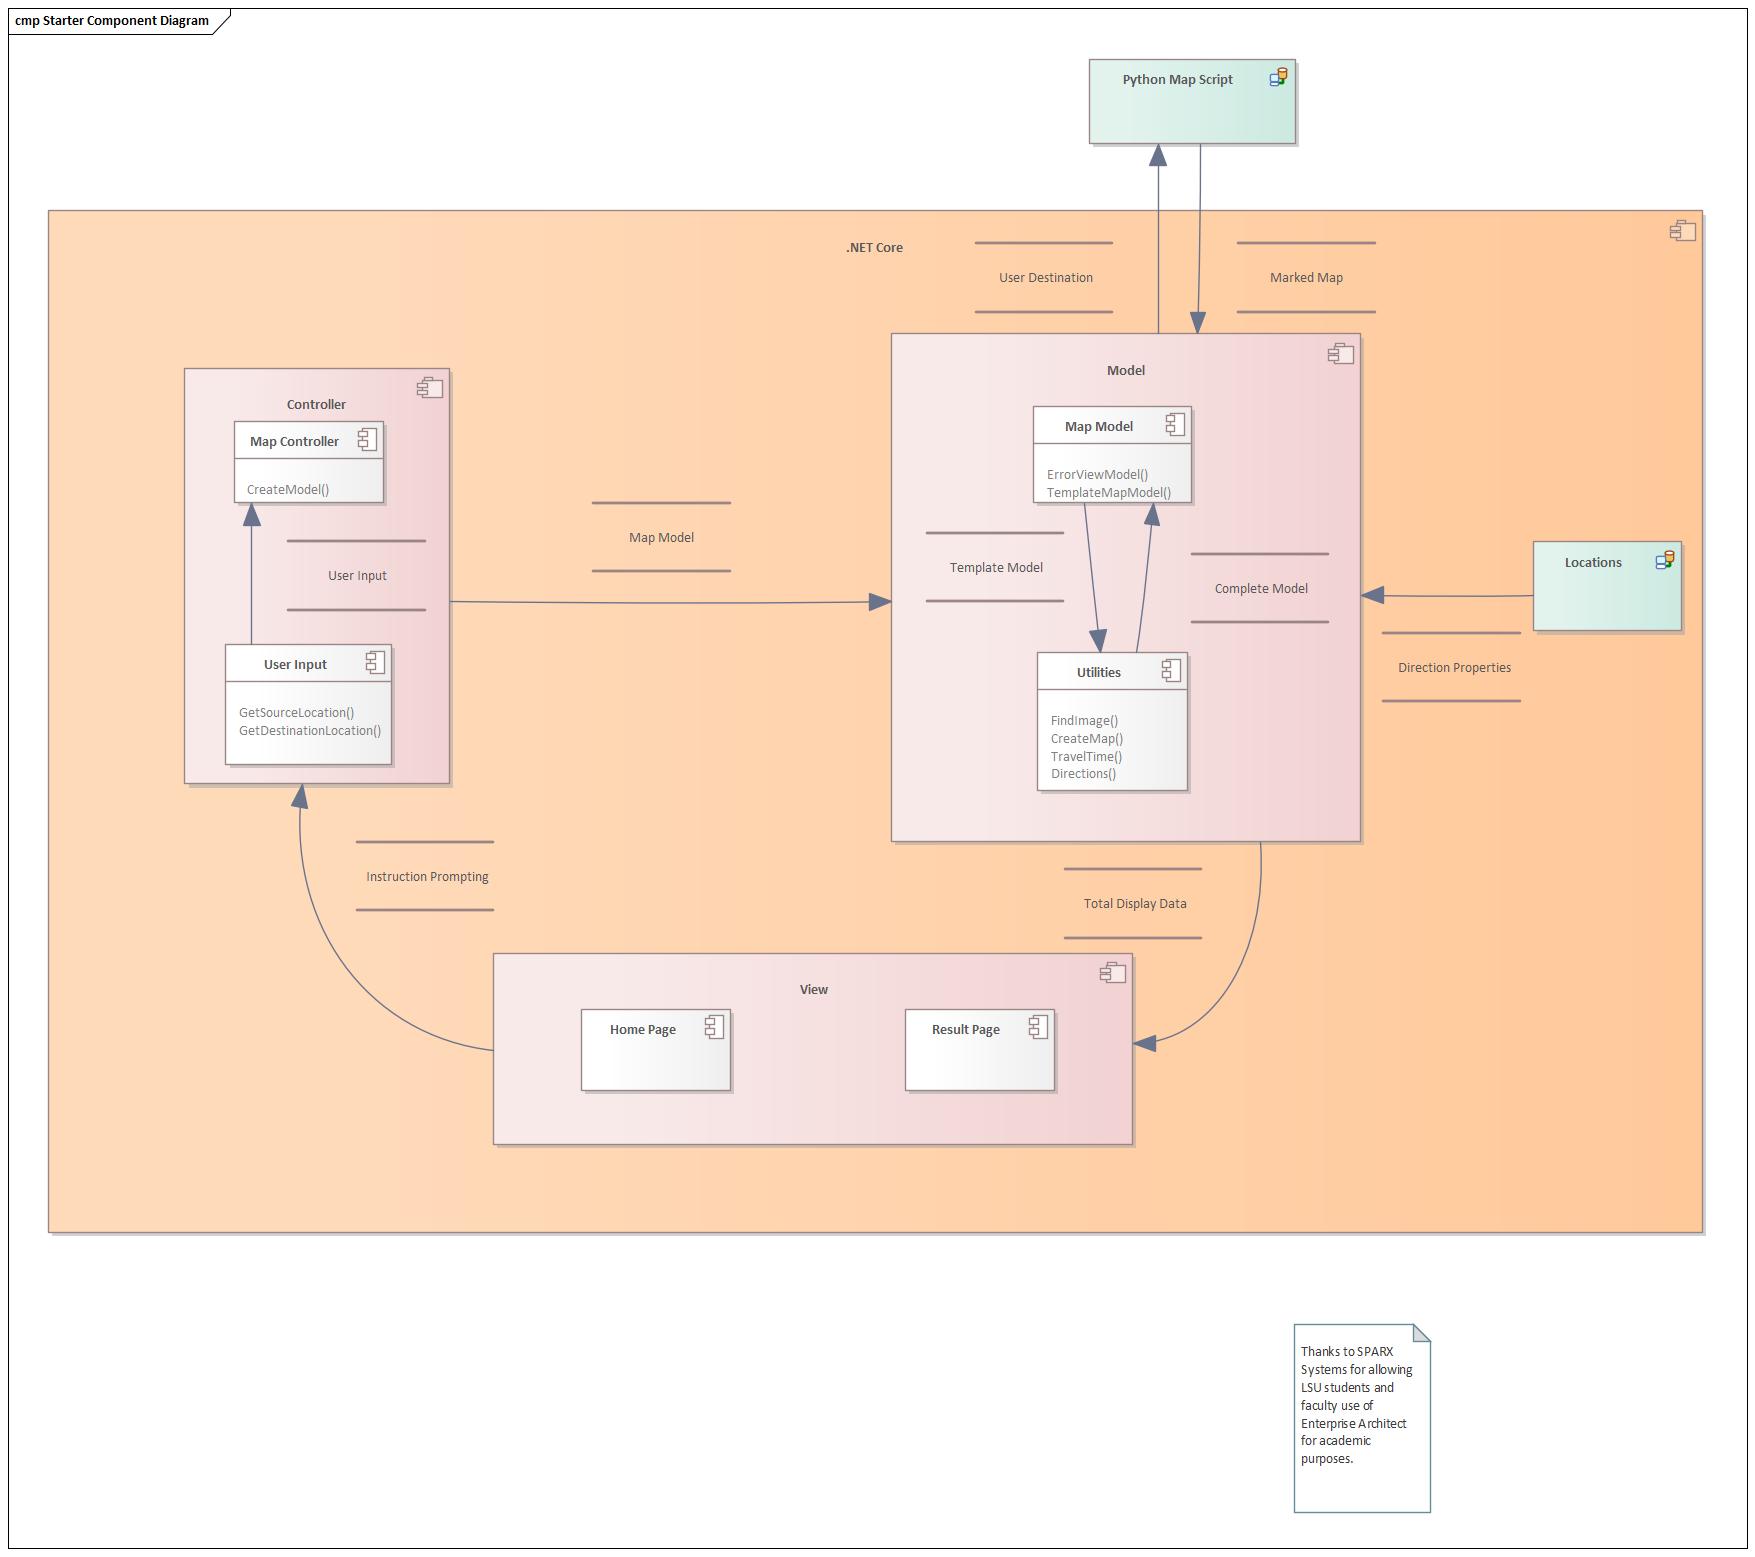 cmp Starter Component Diagram
Python Map Script
.NET Core
User Destination
Marked Map
Model
Controller
Map Controller
CreateModel()
Map Model
ErrorViewModel()
TemplateMapModel()
Map Model
User Input
Template Model
Complete Model
Locations
User Input
GetSourceLocation()
GetDestinationLocation()
Utilities
FindImage()
CreateMap()
TravelTime()
Directions()
Direction Properties
Instruction Prompting
Total Display Data
View
Home Page
Result Page
Thanks to SPARX
Systems for allowing
LSU students and
faculty use of
Enterprise Architect
for academic
purposes.